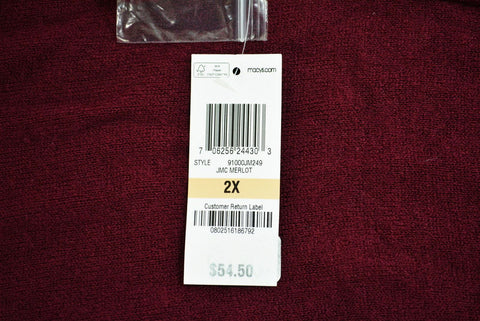 macys.com
7 06256 24430 3
STYLE 91000JM249
JMC MERLOT
2X
Customer Return Label
0802516186792
$54.50